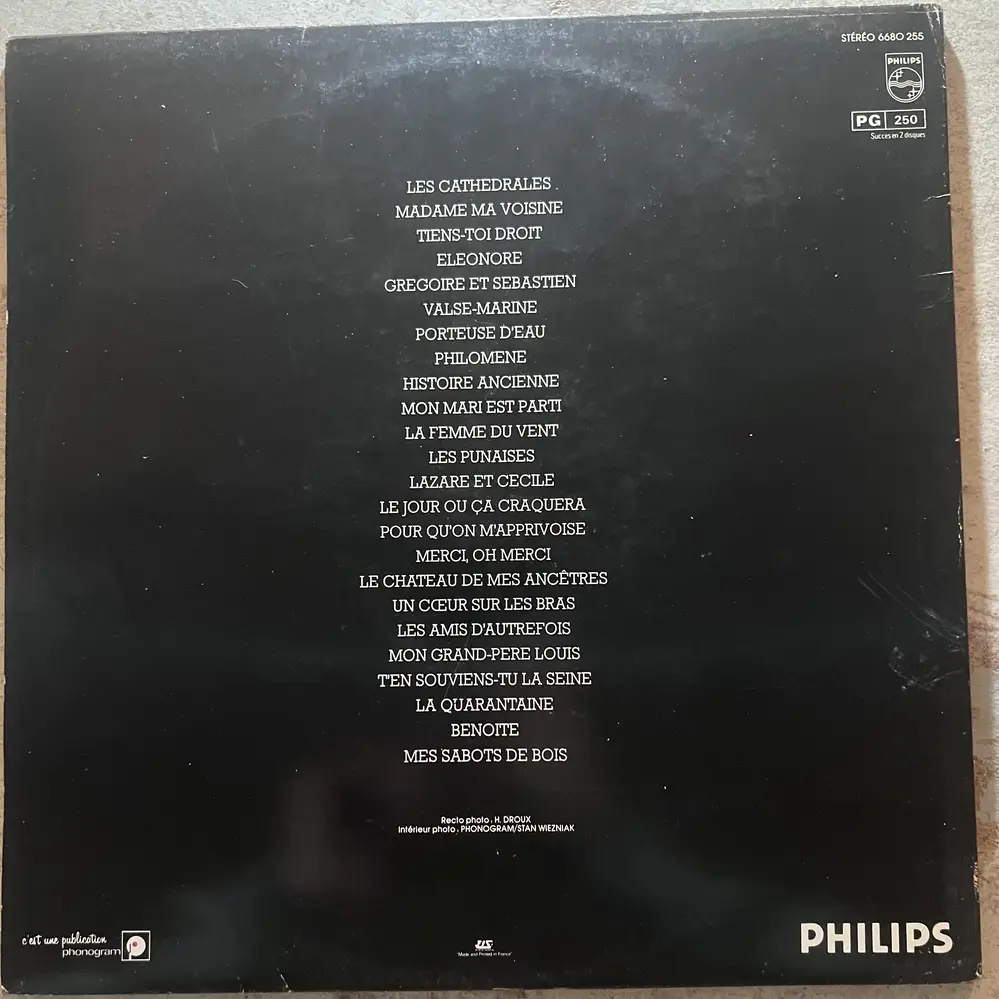 STÉRÉO 6680 255
PHILIPS
PG 250
Succes en 2 disques
LES CATHEDRALES
MADAME MA VOISINE
TIENS-TOI DROIT
ELEONORE
GREGOIRE ET SEBASTIEN
VALSE-MARINE
PORTEUSE D'EAU
PHILOMENE
HISTOIRE ANCIENNE
MON MARI EST PARTI
LA FEMME DU VENT
LES PUNAISES
LAZARE ET CECILE
LE JOUR OU ÇA CRAQUERA
POUR QU'ON M'APPRIVOISE
MERCI, OH MERCI
LE CHATEAU DE MES ANCÊTRES
UN CŒUR SUR LES BRAS
LES AMIS D'AUTREFOIS
MON GRAND-PERE LOUIS
T'EN SOUVIENS-TU LA SEINE
LA QUARANTAINE
BENOITE
MES SABOTS DE BOIS
Recto photo : H. DROUX
Intérieur photo : PHONOGRAM/STAN WIEZNIAK
c'est une publication
phonogram
"Made and Printed in France"
PHILIPS